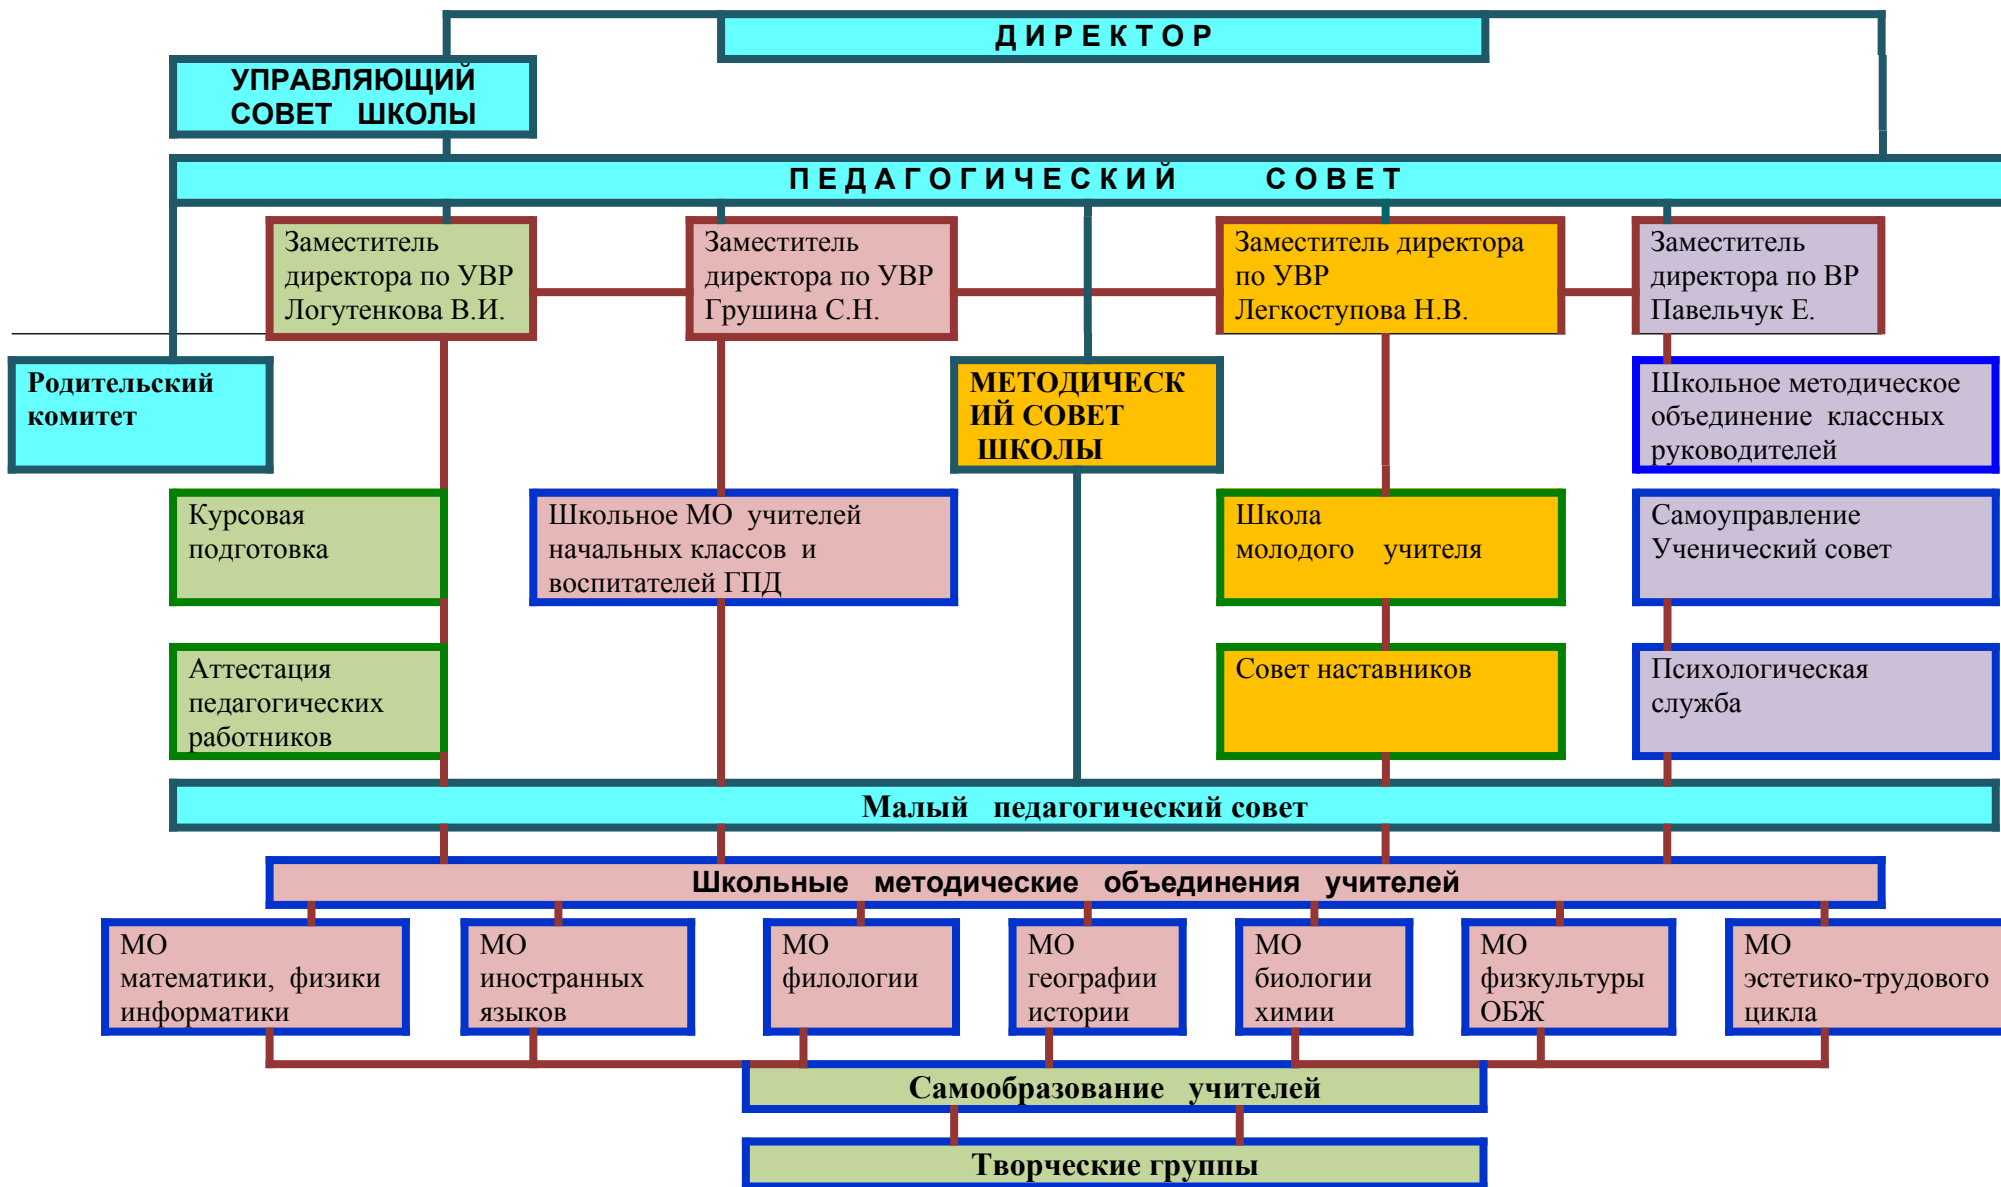 ДИРЕКТОР
УПРАВЛЯЮЩИЙ
СОВЕТ ШКОЛЫ
ПЕДАГОГИЧЕСКИЙ СОВЕТ
Заместитель
директора по УВР
Логутенкова В.И.
Заместитель
директора по УВР
Грушина С.Н.
Заместитель директора
по УВР
Легкоступова Н.В.
Заместитель
директора по ВР
Павельчук Е.
Родительский
комитет
МЕТОДИЧЕСК
ИЙ СОВЕТ
ШКОЛЫ
Школьное методическое
объединение классных
руководителей
Курсовая
подготовка
Школьное МО учителей
начальных классов и
воспитателей ГПД
Школа
молодого учителя
Самоуправление
Ученический совет
Аттестация
педагогических
работников
Совет наставников
Психологическая
служба
Малый педагогический совет
Школьные методические объединения учителей
МО
математики, физики
информатики
МО
иностранных
языков
МО
филологии
МО
географии
истории
МО
биологии
химии
МО
физкультуры
ОБЖ
МО
эстетико-трудового
цикла
Самообразование учителей
Творческие группы